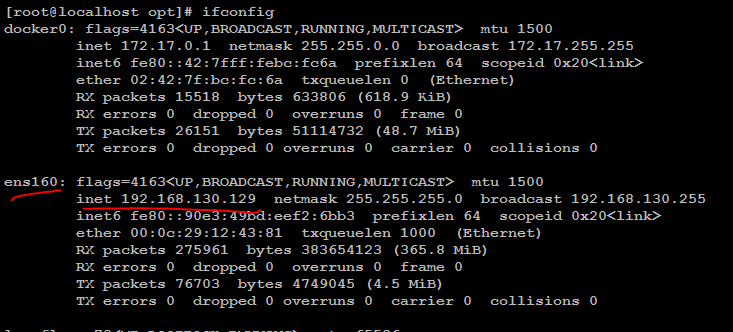 [root@localhost opt]# ifconfig
docker0: flags=4163<UP,BROADCAST,RUNNING,MULTICAST>  mtu 1500
        inet 172.17.0.1  netmask 255.255.0.0  broadcast 172.17.255.255
        inet6 fe80::42:7fff:febc:fc6a  prefixlen 64  scopeid 0x20<link>
        ether 02:42:7f:bc:fc:6a  txqueuelen 0  (Ethernet)
        RX packets 15518  bytes 633806 (618.9 KiB)
        RX errors 0  dropped 0  overruns 0  frame 0
        TX packets 26151  bytes 51114732 (48.7 MiB)
        TX errors 0  dropped 0 overruns 0  carrier 0  collisions 0
ens160: flags=4163<UP,BROADCAST,RUNNING,MULTICAST>  mtu 1500
        inet 192.168.130.129  netmask 255.255.255.0  broadcast 192.168.130.255
        inet6 fe80::90e3:49bd:eef2:6bb3  prefixlen 64  scopeid 0x20<link>
        ether 00:0c:29:12:43:81  txqueuelen 1000  (Ethernet)
        RX packets 275961  bytes 383654123 (365.8 MiB)
        RX errors 0  dropped 0  overruns 0  frame 0
        TX packets 76703  bytes 4749045 (4.5 MiB)
        TX errors 0  dropped 0 overruns 0  carrier 0  collisions 0